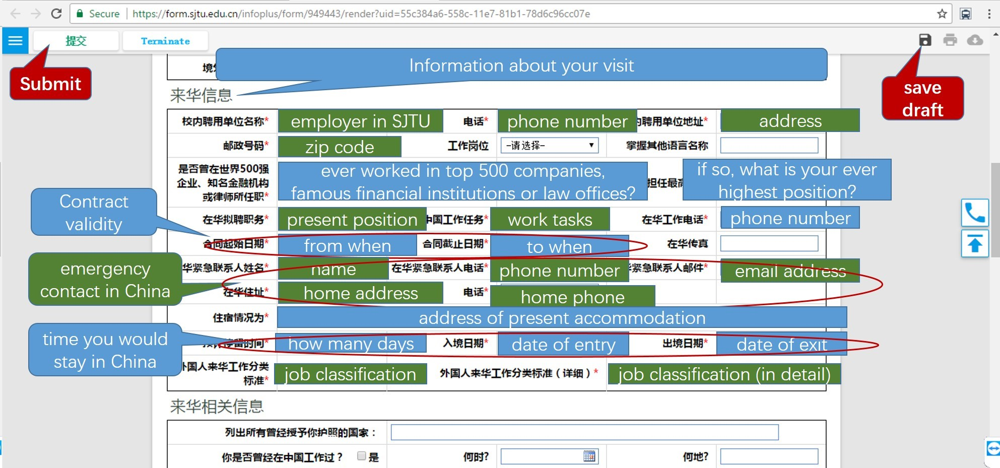 Secure https://form.sjtu.edu.cn/infoplus/form/949443/render?uid=55c384a6-558c-11e7-81b1-78d6c96cc07e
提交 Terminate
Submit
save
draft
境
Information about your visit
来华信息
校内聘用单位名称* employer in SJTU 电话* phone number 聘用单位地址* address
邮政号码* zip code 工作岗位 -请选择- 掌握其他语言名称
是否曾在世界500强
企业、知名金融机构
或律师所任职*
ever worked in top 500 companies,
famous financial institutions or law offices?
担任最高
if so, what is your ever
highest position?
Contract
validity
在华拟聘职务* present position 中国工作任务* work tasks 在华工作电话* phone number
合同起始日期* from when 合同截止日期* to when 在华传真
emergency
contact in China
华紧急联系人姓名* name 在华紧急联系人电话* phone number 紧急联系人邮件* email address
在华住址* home address 电话* home phone
住宿情况为* address of present accommodation
time you would
stay in China
停留时间* how many days 入境日期* date of entry 出境日期* date of exit
外国人来华工作分类
标准*
job classification 外国人来华工作分类标准（详细）* job classification (in detail)
来华相关信息
列出所有曾经授予你护照的国家：
你是否曾经在中国工作过？ 是 何时? 何地?